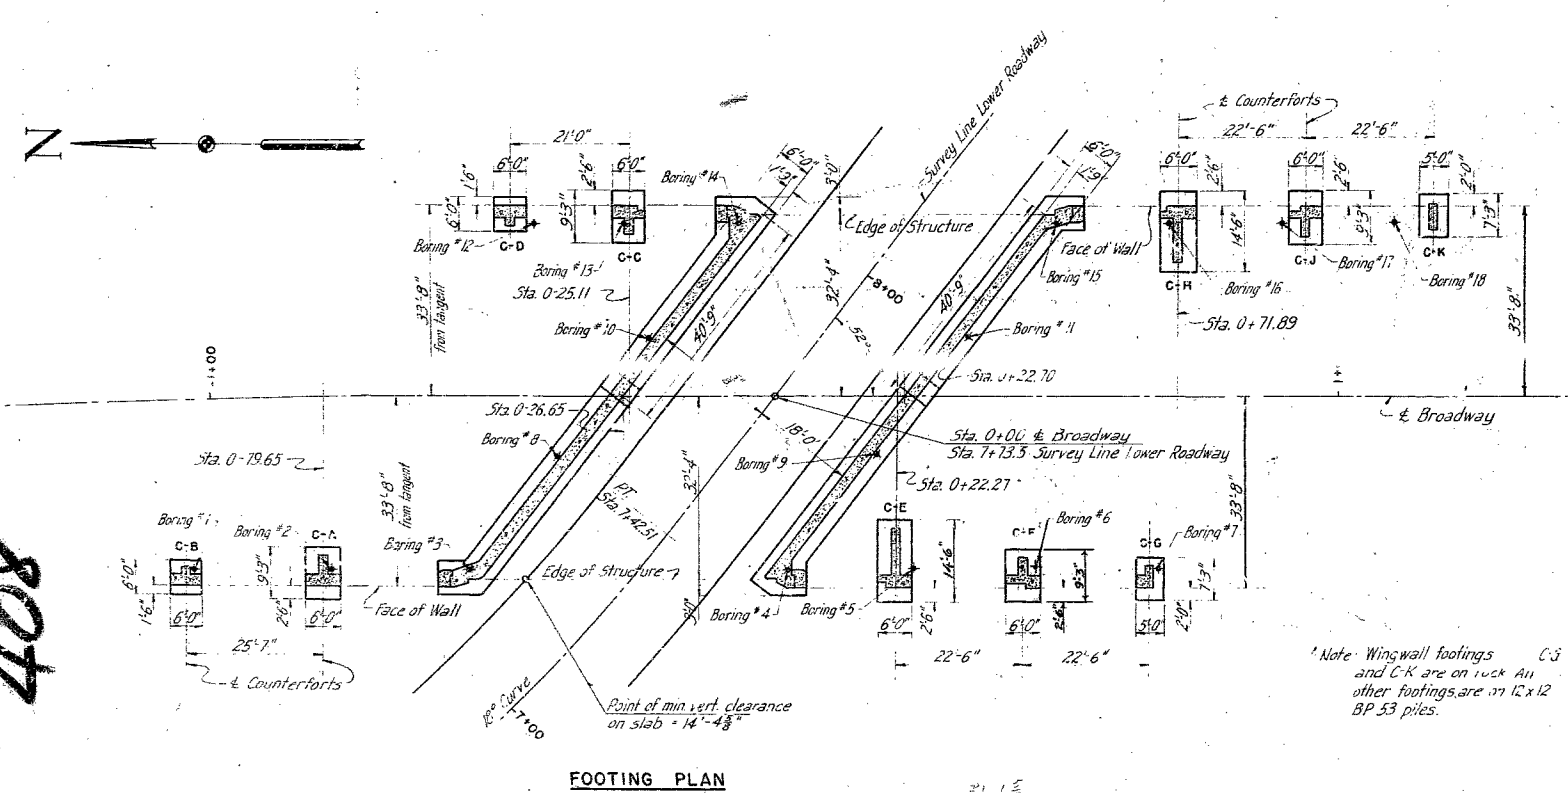 N
408
21'-0"
6'-0"
6'-0"
1'-6"
6'-0"
2'-6"
9'-3"
Boring #12
C-D
C-C
Boring #13
Sta. 0-25.11
Boring #14
6'-0"
1'-9"
3'-0"
Survey Line Lower Roadway
Edge of Structure
6'-0"
1'-9"
Face of Wall
Boring #15
₵ Counterforts
22'-6"
22'-6"
6'-0"
2'-6"
14'-6"
C-H
Boring #16
Sta. 0+71.89
6'-0"
2'-6"
9'-3"
C-J
Boring #17
5'-0"
2'-0"
7'-3"
C-K
Boring #18
33'-8"
33'-8"
from tangent
Boring #10
40'-9"
32'-4"
8+00
52°
40'-9"
Boring #11
Sta. 0+22.70
-1+00
1+
₵ Broadway
Sta. 0-26.65
Boring #8
Sta. 0-79.65
33'-8"
from tangent
P.T.
Sta. 7+42.51
32'-4"
18'-0"
Boring #9
Sta. 0+00 ₵ Broadway
Sta. 7+73.5 Survey Line Lower Roadway
Sta. 0+22.27
33'-8"
Boring #1
Boring #2
Boring #3
C-B
C-A
6'-0"
1'-6"
6'-0"
9'-3"
2'-6"
6'-0"
25'-7"
₵ Counterforts
Face of Wall
Edge of Structure
Boring #4
Boring #5
C-E
14'-6"
6'-0"
2'-6"
C-F
Boring #6
9'-3"
6'-0"
2'-6"
C-G
Boring #7
7'-3"
5'-0"
2'-0"
22'-6"
22'-6"
18° Curve
7+00
Point of min. vert. clearance
on slab = 14'-4 5/8"
Note: Wingwall footings
and C-K are on rock All
other footings are on 12 x 12
BP 53 piles.
FOOTING PLAN